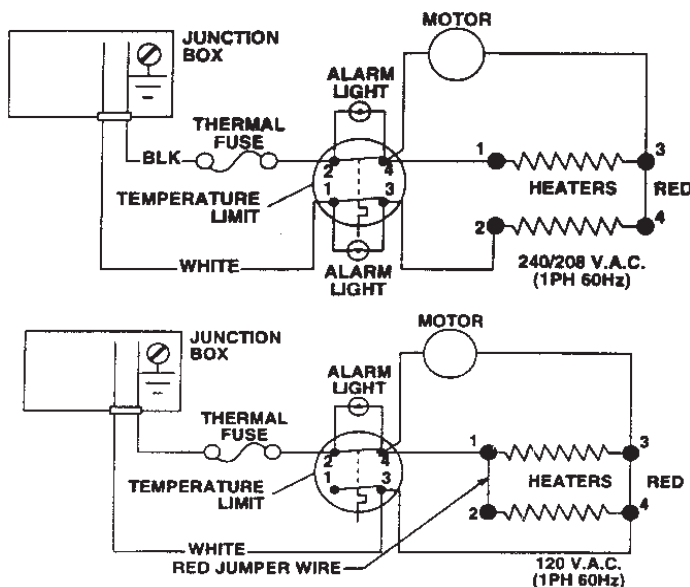 JUNCTION
BOX
MOTOR
ALARM
LIGHT
THERMAL
FUSE
BLK
2
4
1
3
TEMPERATURE
LIMIT
1
3
HEATERS
RED
2
4
WHITE
ALARM
LIGHT
240/208 V.A.C.
(1PH 60Hz)
JUNCTION
BOX
MOTOR
ALARM
LIGHT
THERMAL
FUSE
2
4
1
3
TEMPERATURE
LIMIT
1
3
HEATERS
RED
2
4
WHITE
RED JUMPER WIRE
120 V.A.C.
(1PH 60Hz)